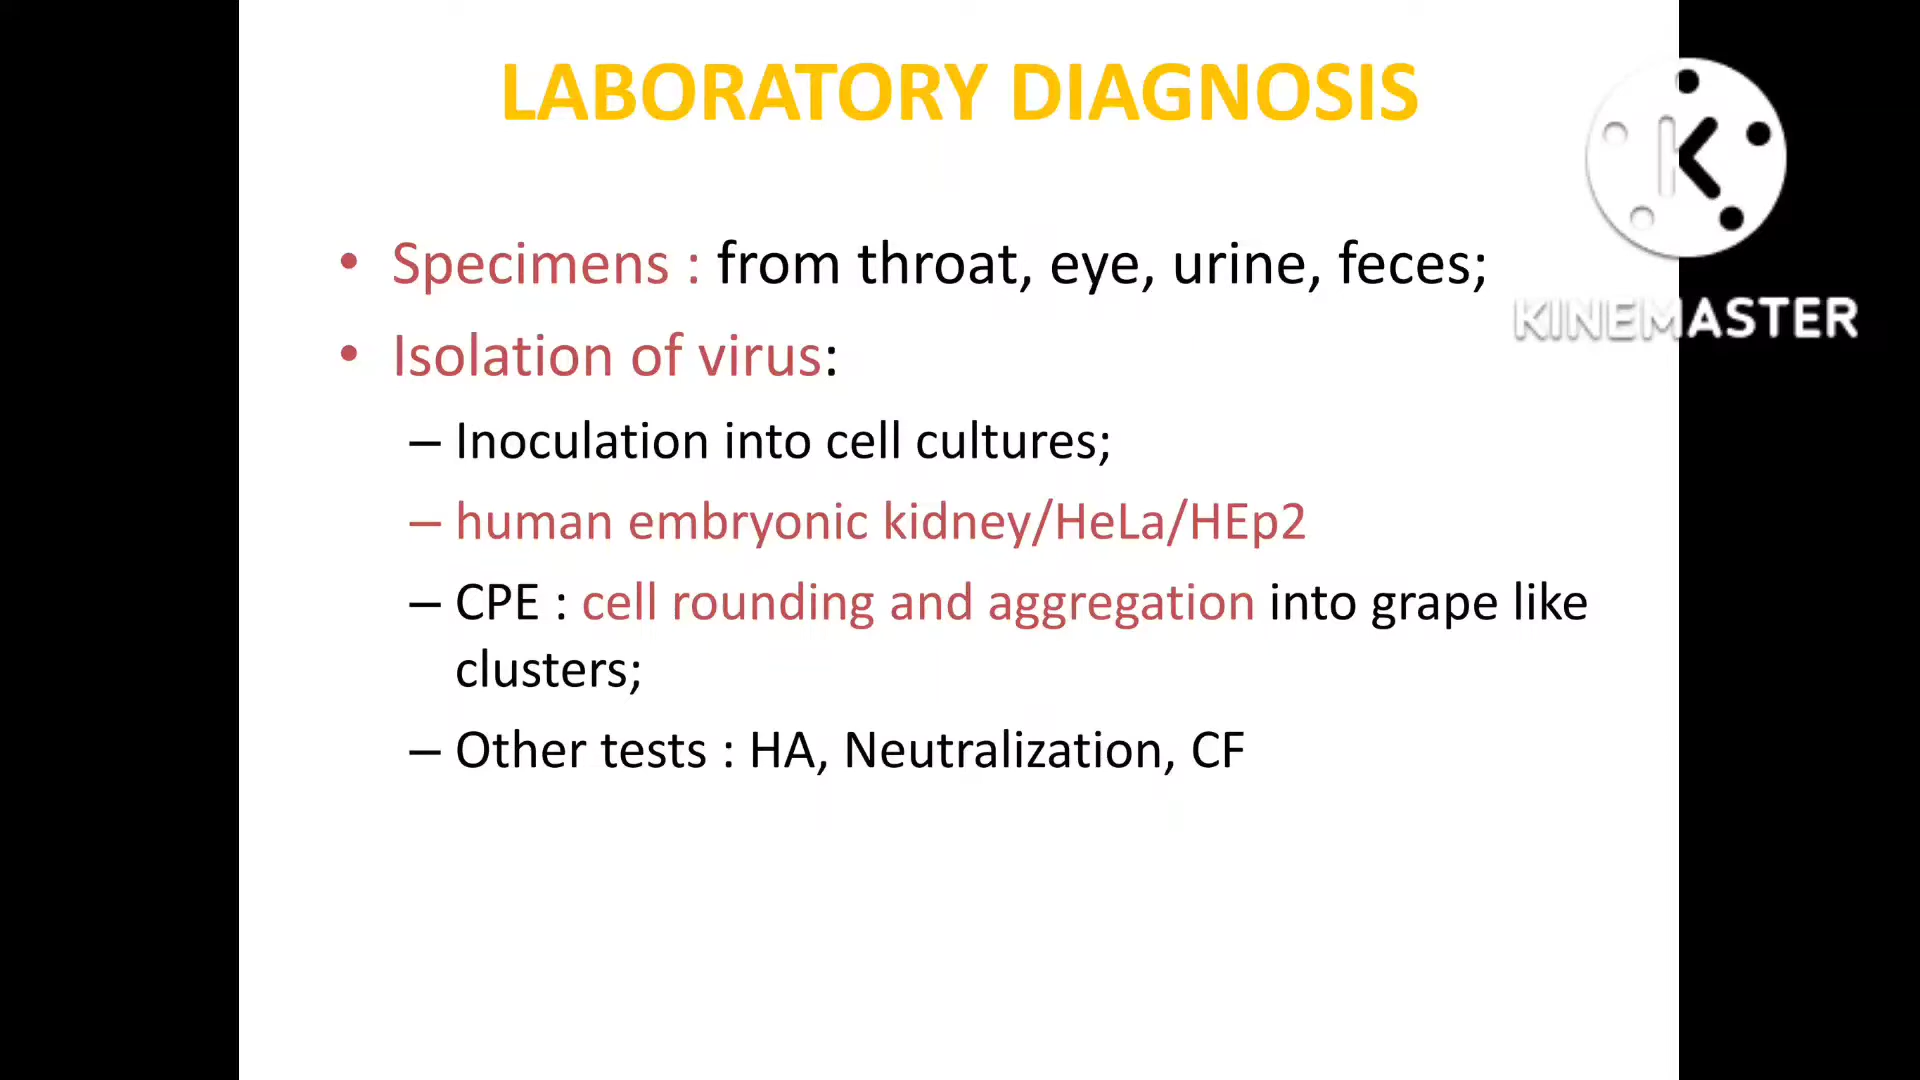 LABORATORY DIAGNOSIS
• Specimens : from throat, eye, urine, feces;
• Isolation of virus:
– Inoculation into cell cultures;
– human embryonic kidney/HeLa/HEp2
– CPE : cell rounding and aggregation into grape like
clusters;
– Other tests : HA, Neutralization, CF
K
KINEMASTER